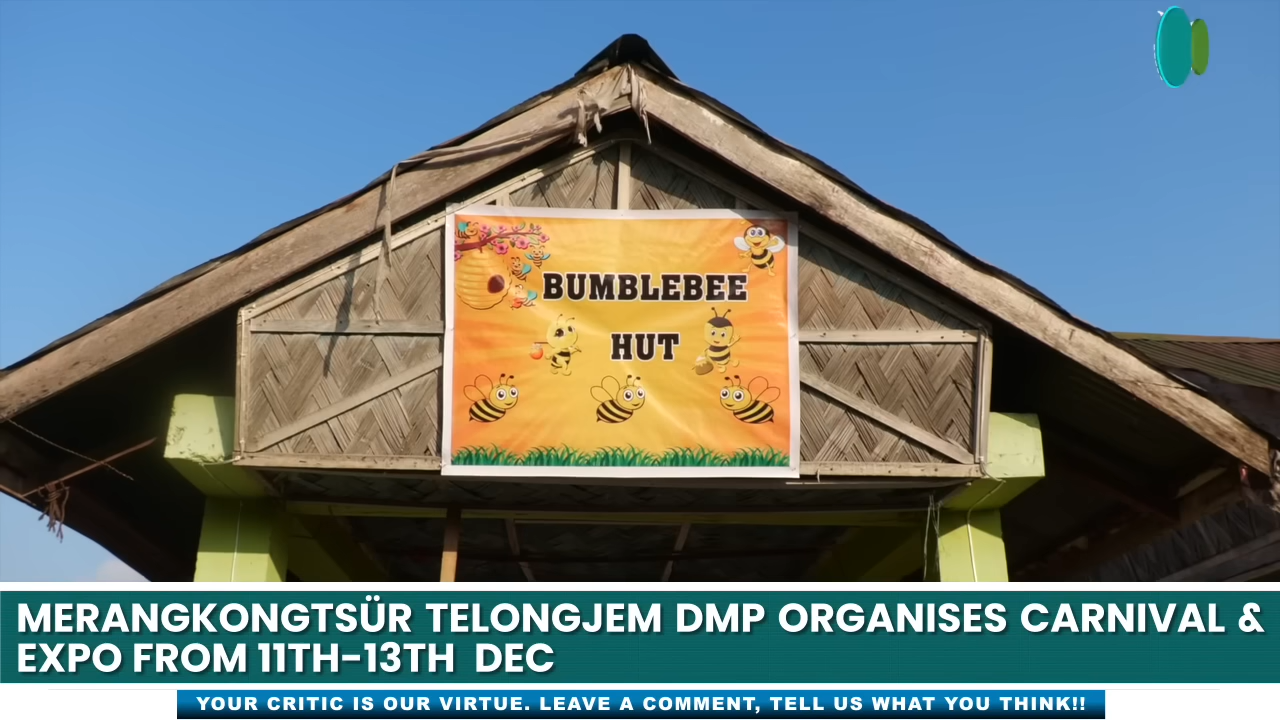 BUMBLEBEE
HUT
MERANGKONGTSÜR TELONGJEM DMP ORGANISES CARNIVAL &
EXPO FROM 11TH-13TH DEC
YOUR CRITIC IS OUR VIRTUE. LEAVE A COMMENT, TELL US WHAT YOU THINK!!